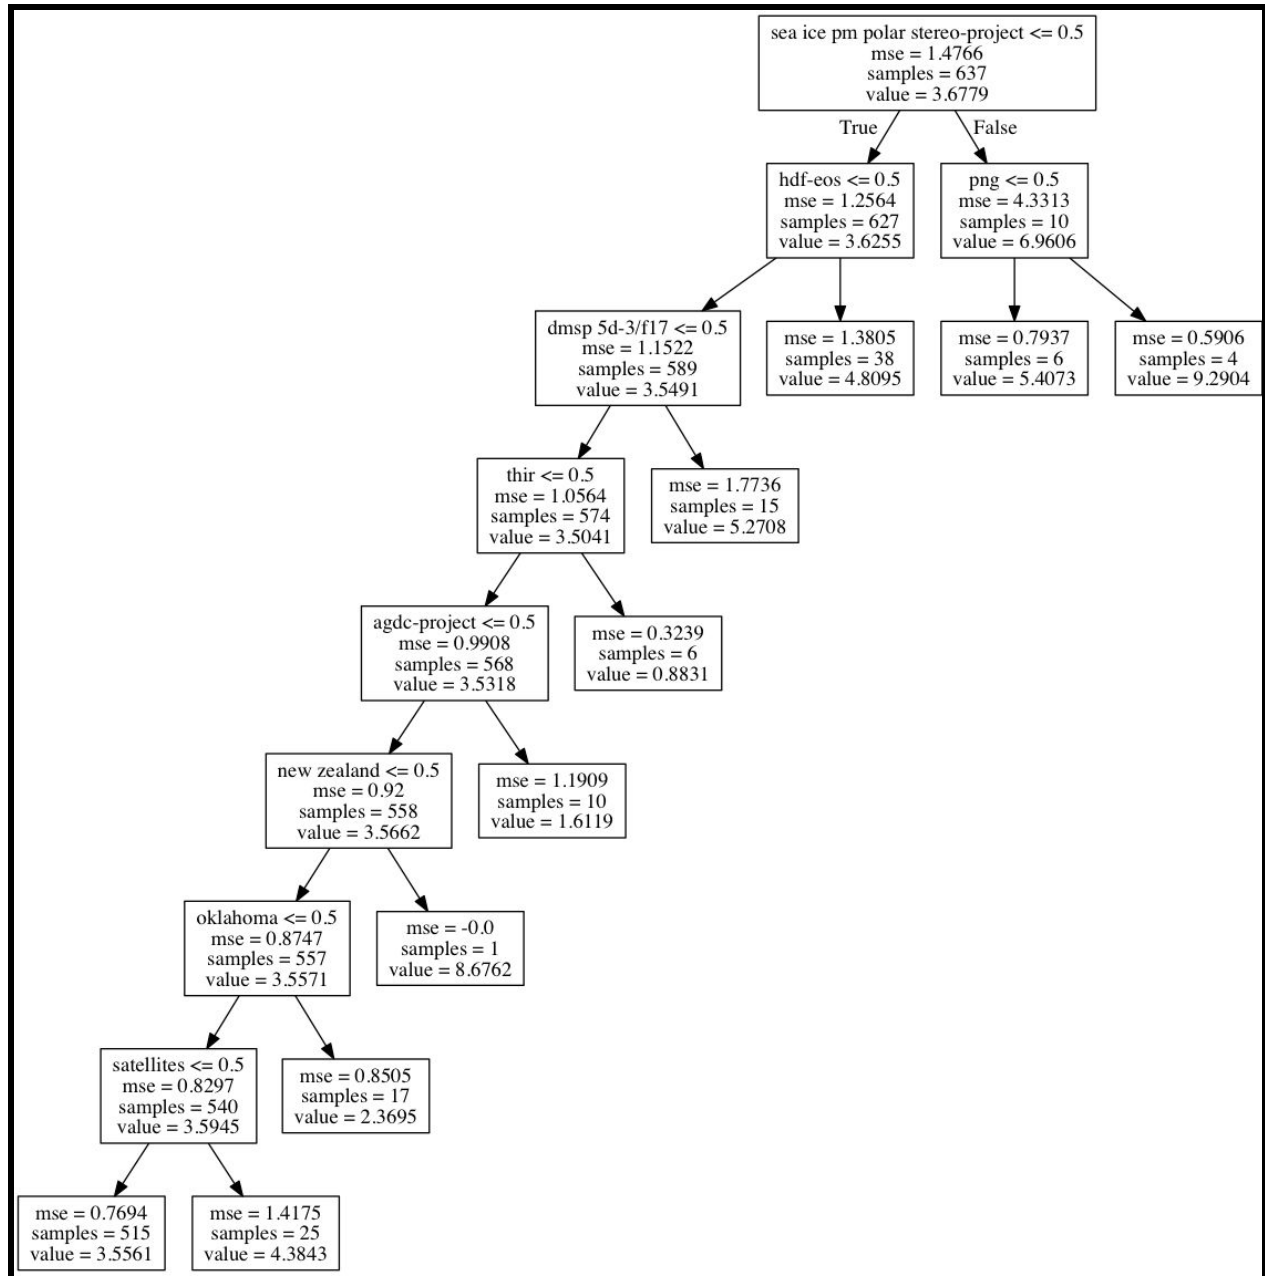 sea ice pm polar stereo-project <= 0.5
mse = 1.4766
samples = 637
value = 3.6779
True
False
hdf-eos <= 0.5
mse = 1.2564
samples = 627
value = 3.6255
png <= 0.5
mse = 4.3313
samples = 10
value = 6.9606
dmsp 5d-3/f17 <= 0.5
mse = 1.1522
samples = 589
value = 3.5491
mse = 1.3805
samples = 38
value = 4.8095
mse = 0.7937
samples = 6
value = 5.4073
mse = 0.5906
samples = 4
value = 9.2904
thir <= 0.5
mse = 1.0564
samples = 574
value = 3.5041
mse = 1.7736
samples = 15
value = 5.2708
agdc-project <= 0.5
mse = 0.9908
samples = 568
value = 3.5318
mse = 0.3239
samples = 6
value = 0.8831
new zealand <= 0.5
mse = 0.92
samples = 558
value = 3.5662
mse = 1.1909
samples = 10
value = 1.6119
oklahoma <= 0.5
mse = 0.8747
samples = 557
value = 3.5571
mse = -0.0
samples = 1
value = 8.6762
satellites <= 0.5
mse = 0.8297
samples = 540
value = 3.5945
mse = 0.8505
samples = 17
value = 2.3695
mse = 0.7694
samples = 515
value = 3.5561
mse = 1.4175
samples = 25
value = 4.3843